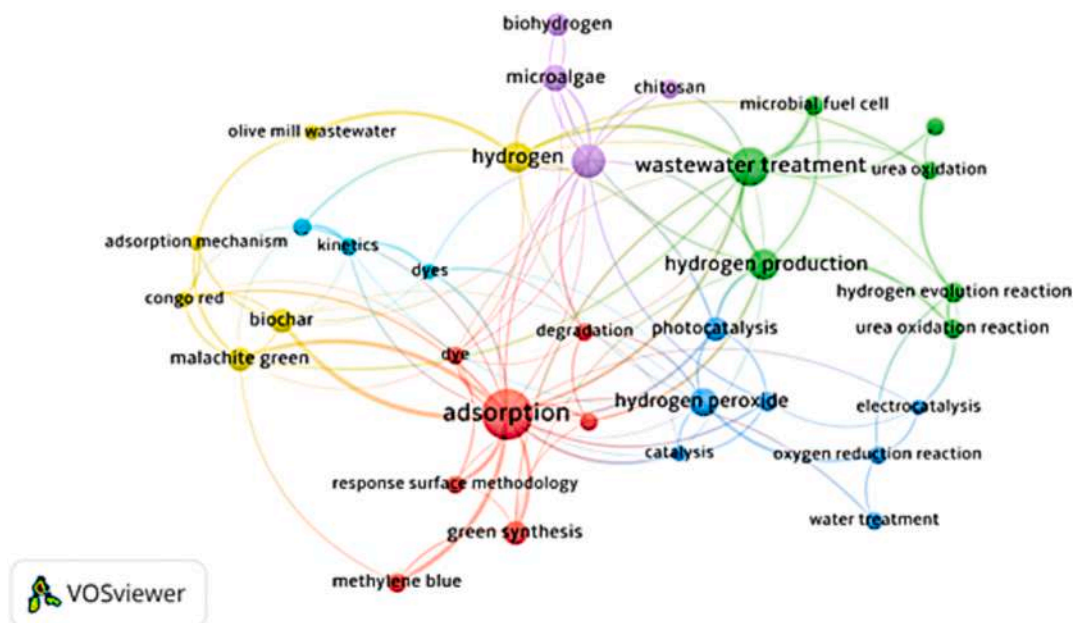 biohydrogen
microalgae
chitosan
microbial fuel cell
olive mill wastewater
hydrogen
wastewater treatment
urea oxidation
adsorption mechanism
kinetics
dyes
hydrogen production
congo red
biochar
hydrogen evolution reaction
malachite green
dye
degradation
photocatalysis
urea oxidation reaction
adsorption
hydrogen peroxide
electrocatalysis
catalysis
oxygen reduction reaction
response surface methodology
green synthesis
water treatment
methylene blue
VOSviewer